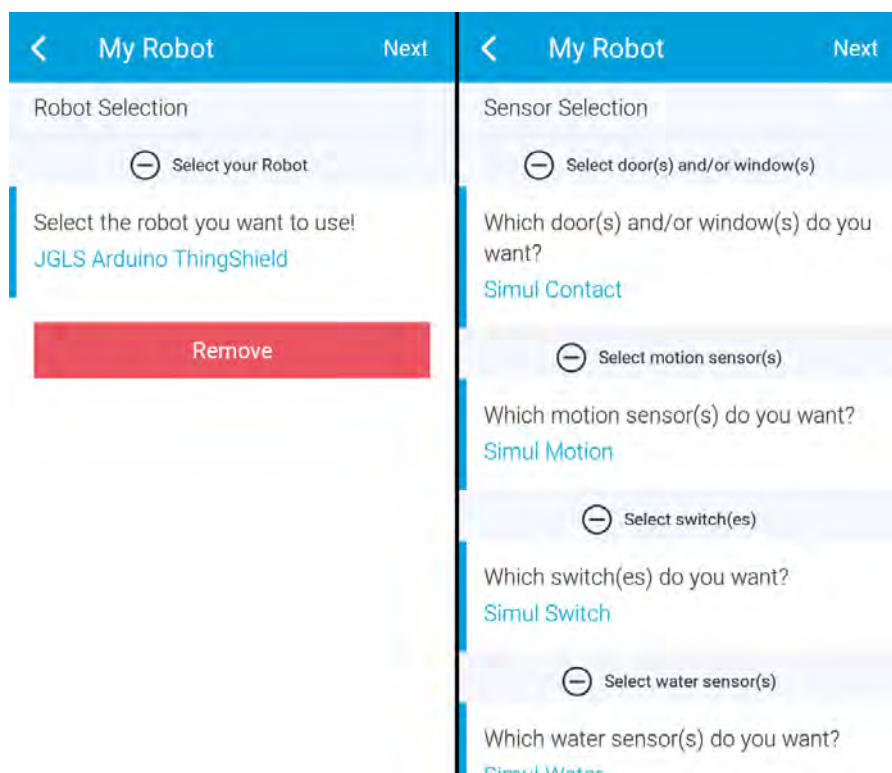 My Robot
Next
Robot Selection
Select your Robot
Select the robot you want to use!
JGLS Arduino ThingShield
Remove
My Robot
Next
Sensor Selection
Select door(s) and/or window(s)
Which door(s) and/or window(s) do you
want?
Simul Contact
Select motion sensor(s)
Which motion sensor(s) do you want?
Simul Motion
Select switch(es)
Which switch(es) do you want?
Simul Switch
Select water sensor(s)
Which water sensor(s) do you want?
Simul Water